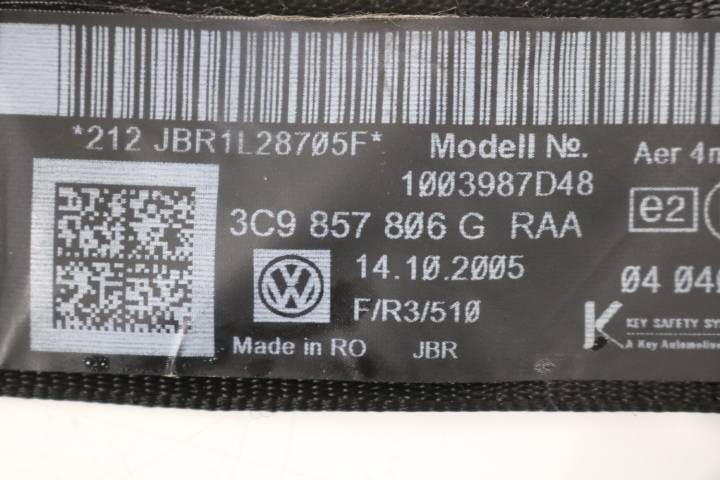 *212 JBR1L28705F*
Modell №.
Aer 4m
1003987D48
3C9 857 806 G RAA
e2
14.10.2005
04 04
F/R3/510
KEY SAFETY SY
A Key Automotive
Made in RO JBR